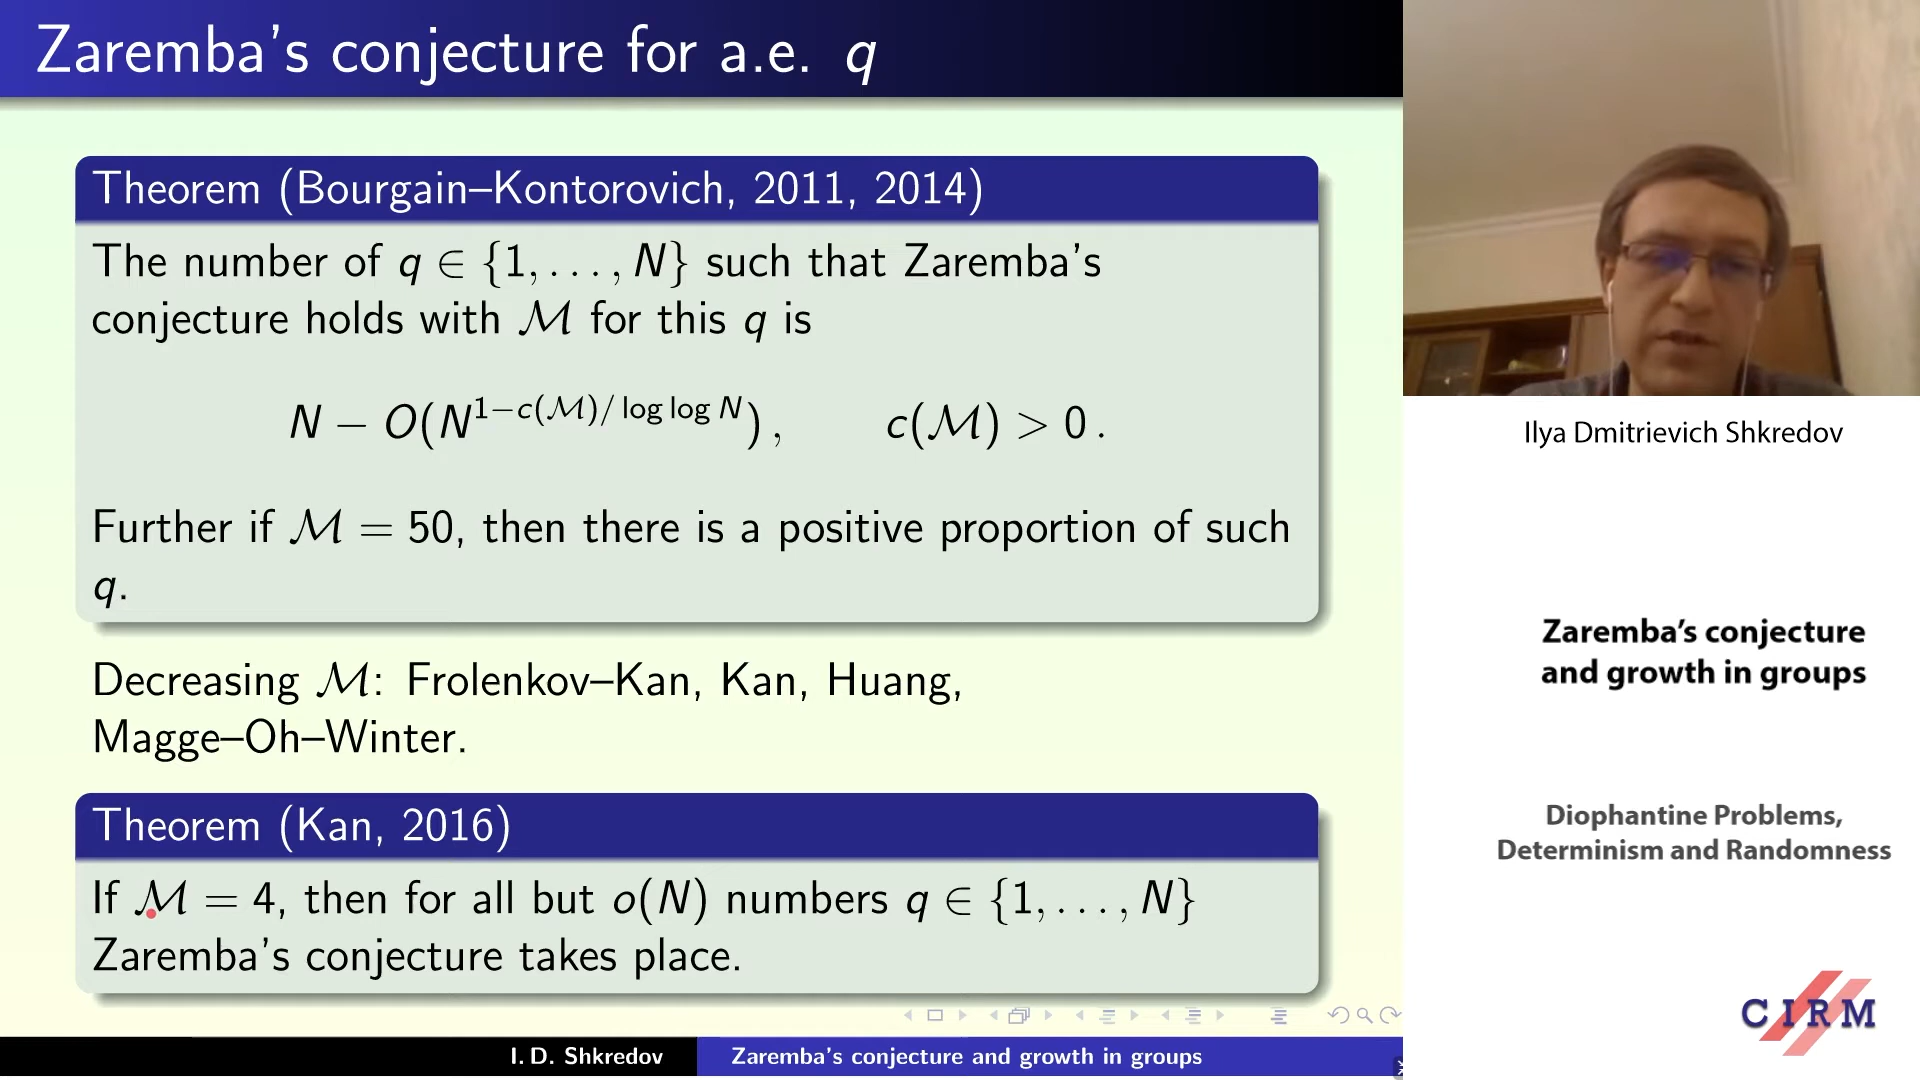 Zaremba's conjecture for a.e. q
Theorem (Bourgain–Kontorovich, 2011, 2014)
The number of q ∈ {1, . . . , N} such that Zaremba's
conjecture holds with ℳ for this q is
N − O(N^{1−c(ℳ)/ log log N}) , c(ℳ) > 0 .
Further if ℳ = 50, then there is a positive proportion of such
q.
Decreasing ℳ: Frolenkov–Kan, Kan, Huang,
Magge–Oh–Winter.
Theorem (Kan, 2016)
If ℳ = 4, then for all but o(N) numbers q ∈ {1, . . . , N}
Zaremba's conjecture takes place.
I. D. Shkredov
Zaremba's conjecture and growth in groups
Ilya Dmitrievich Shkredov
Zaremba's conjecture
and growth in groups
Diophantine Problems,
Determinism and Randomness
CIRM